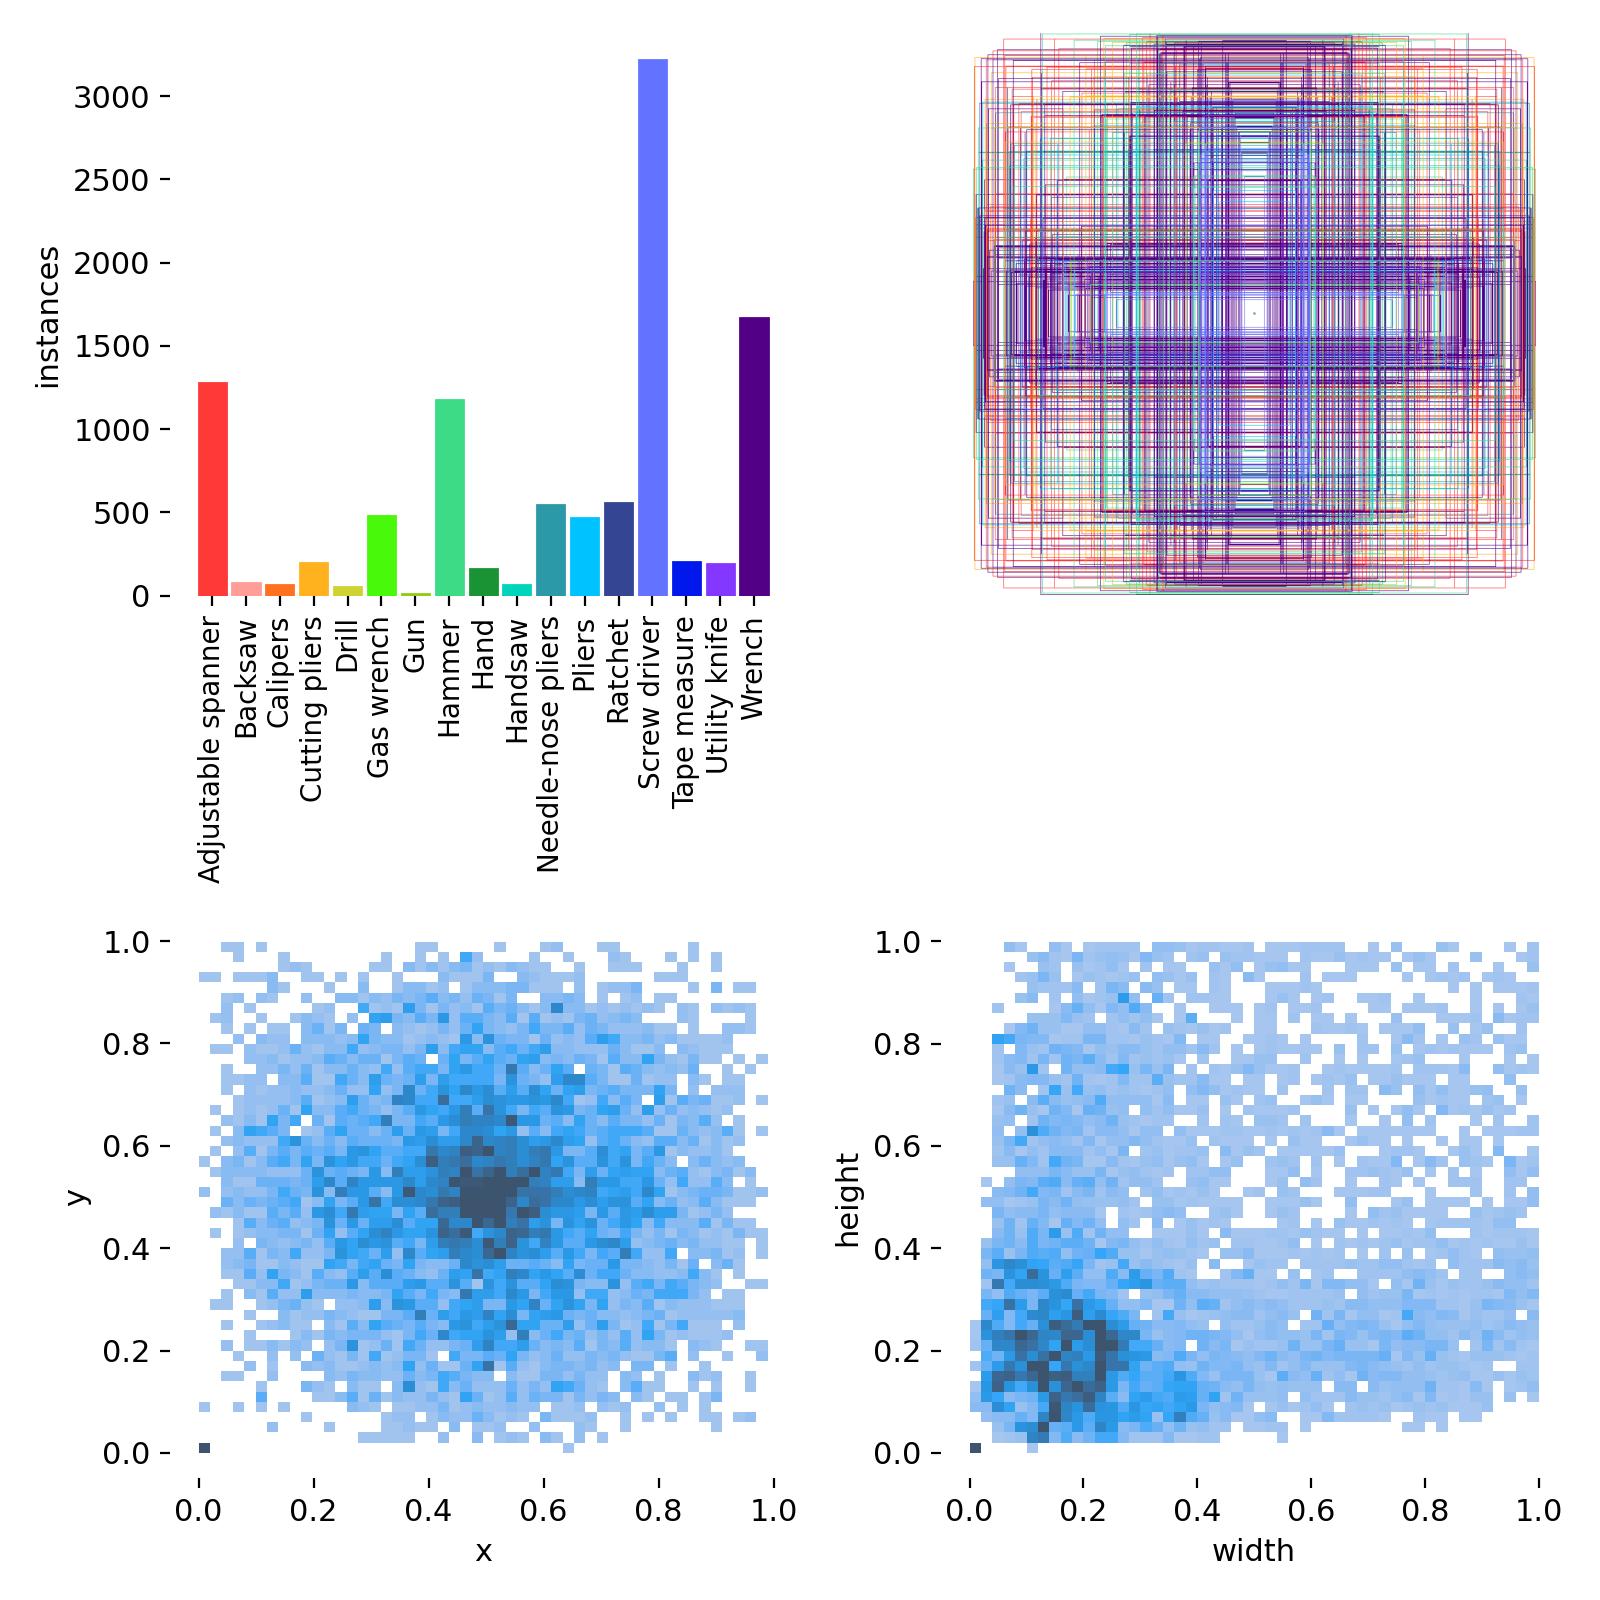 instances
3000
2500
2000
1500
1000
500
0
Adjustable spanner
Backsaw
Calipers
Cutting pliers
Drill
Gas wrench
Gun
Hammer
Hand
Handsaw
Needle-nose pliers
Pliers
Ratchet
Screw driver
Tape measure
Utility knife
Wrench
y
1.0
0.8
0.6
0.4
0.2
0.0
0.0 0.2 0.4 0.6 0.8 1.0
x
height
1.0
0.8
0.6
0.4
0.2
0.0
0.0 0.2 0.4 0.6 0.8 1.0
width